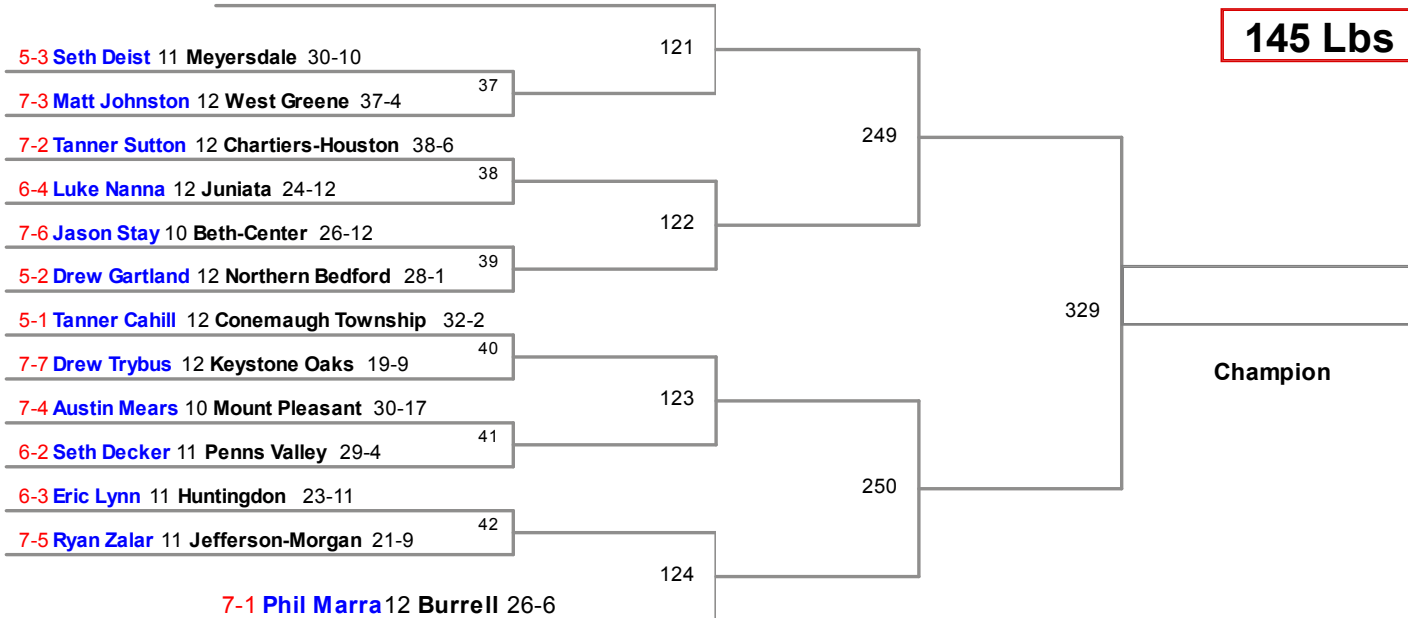 145 Lbs
121
5-3 Seth Deist 11 Meyersdale 30-10
37
7-3 Matt Johnston 12 West Greene 37-4
249
7-2 Tanner Sutton 12 Chartiers-Houston 38-6
38
6-4 Luke Nanna 12 Juniata 24-12
122
7-6 Jason Stay 10 Beth-Center 26-12
39
5-2 Drew Gartland 12 Northern Bedford 28-1
329
5-1 Tanner Cahill 12 Conemaugh Township 32-2
40
7-7 Drew Trybus 12 Keystone Oaks 19-9
Champion
123
7-4 Austin Mears 10 Mount Pleasant 30-17
41
6-2 Seth Decker 11 Penns Valley 29-4
250
6-3 Eric Lynn 11 Huntingdon 23-11
42
7-5 Ryan Zalar 11 Jefferson-Morgan 21-9
124
7-1 Phil Marra 12 Burrell 26-6